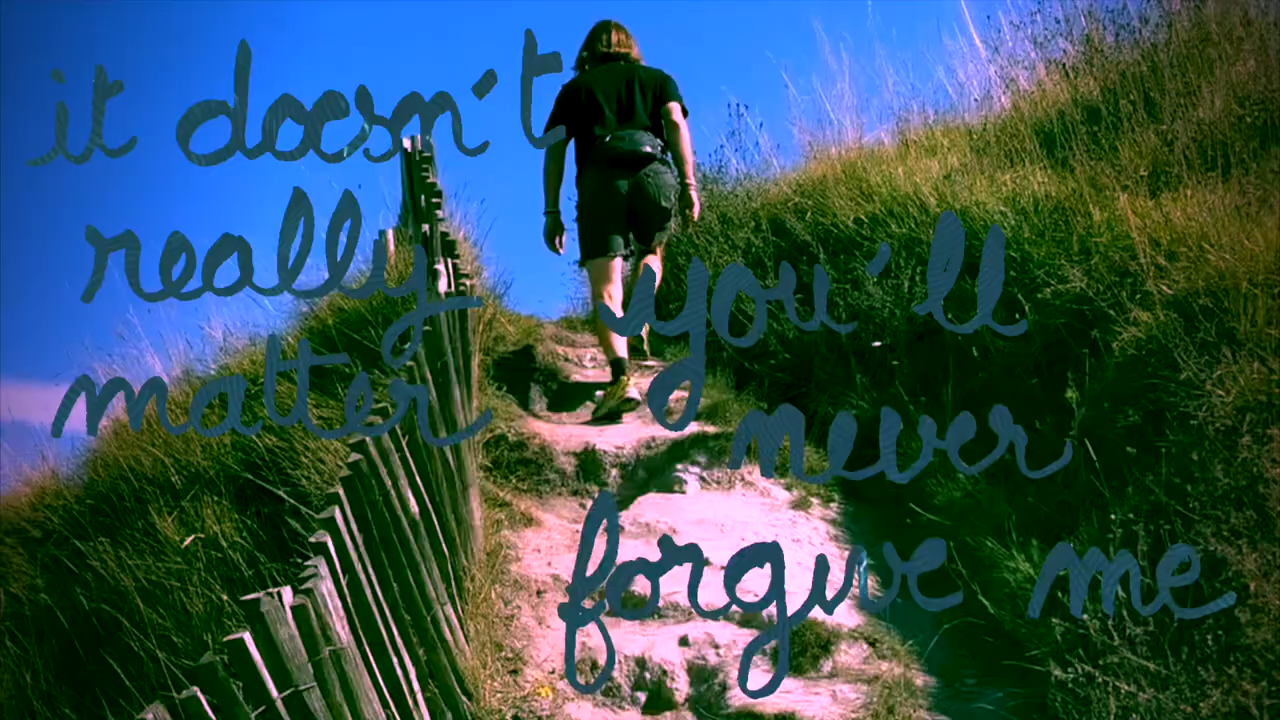 it doesn't
really
matter
you'll
never
forgive me